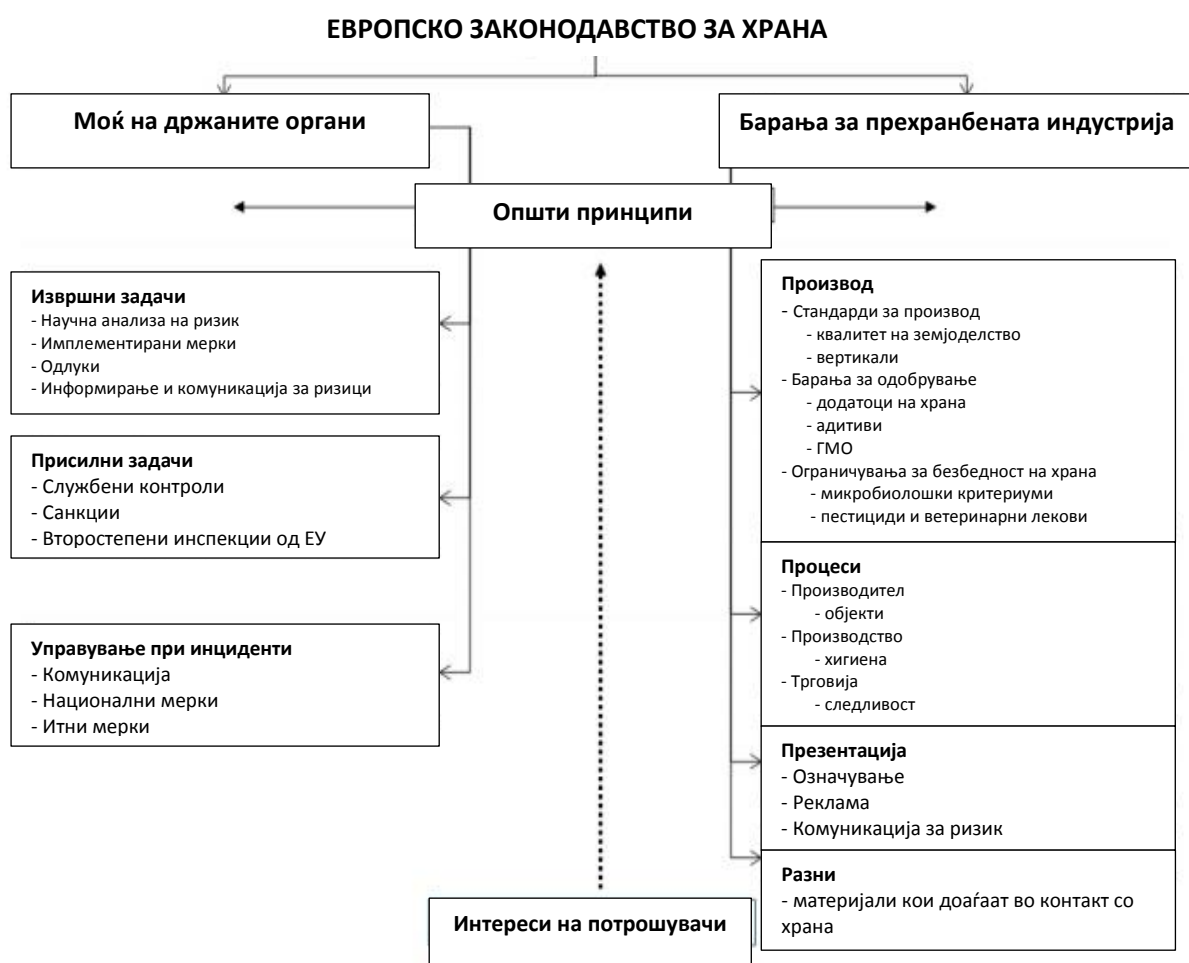 ЕВРОПСКО ЗАКОНОДАВСТВО ЗА ХРАНА
Моќ на држаните органи
Барања за прехранбената индустрија
Општи принципи
Извршни задачи
- Научна анализа на ризик
- Имплементирани мерки
- Одлуки
- Информирање и комуникација за ризици
Присилни задачи
- Службени контроли
- Санкции
- Второстепени инспекции од ЕУ
Управување при инциденти
- Комуникација
- Национални мерки
- Итни мерки
Производ
- Стандарди за производ
- квалитет на земјоделство
- вертикали
- Барања за одобрување
- додатоци на храна
- адитиви
- ГМО
- Ограничувања за безбедност на храна
- микробиолошки критериуми
- пестициди и ветеринарни лекови
Процеси
- Производител
- објекти
- Производство
- хигиена
- Трговија
- следливост
Презентација
- Означување
- Реклама
- Комуникација за ризик
Разни
- материјали кои доаѓаат во контакт со
храна
Интереси на потрошувачи